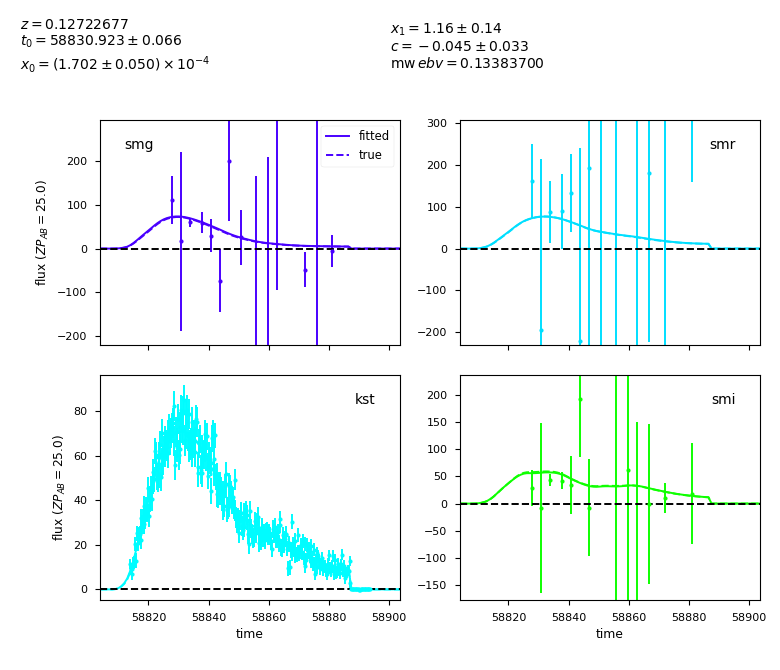 z = 0.12722677
t₀ = 58830.923 ± 0.066
x₀ = (1.702 ± 0.050) × 10⁻⁴
x₁ = 1.16 ± 0.14
c = −0.045 ± 0.033
mw ebv = 0.13383700
smg
fitted
true
200
100
0
−100
−200
flux (ZP_AB = 25.0)
smr
300
200
100
0
−100
−200
kst
80
60
40
20
0
flux (ZP_AB = 25.0)
58820 58840 58860 58880 58900
time
smi
200
150
100
50
0
−50
−100
−150
58820 58840 58860 58880 58900
time